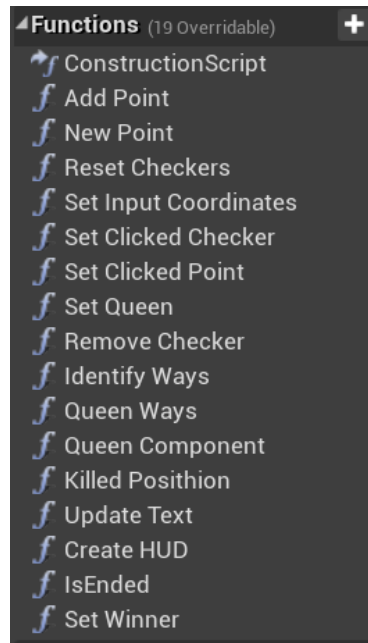 Functions (19 Overridable)
ConstructionScript
Add Point
New Point
Reset Checkers
Set Input Coordinates
Set Clicked Checker
Set Clicked Point
Set Queen
Remove Checker
Identify Ways
Queen Ways
Queen Component
Killed Posithion
Update Text
Create HUD
IsEnded
Set Winner